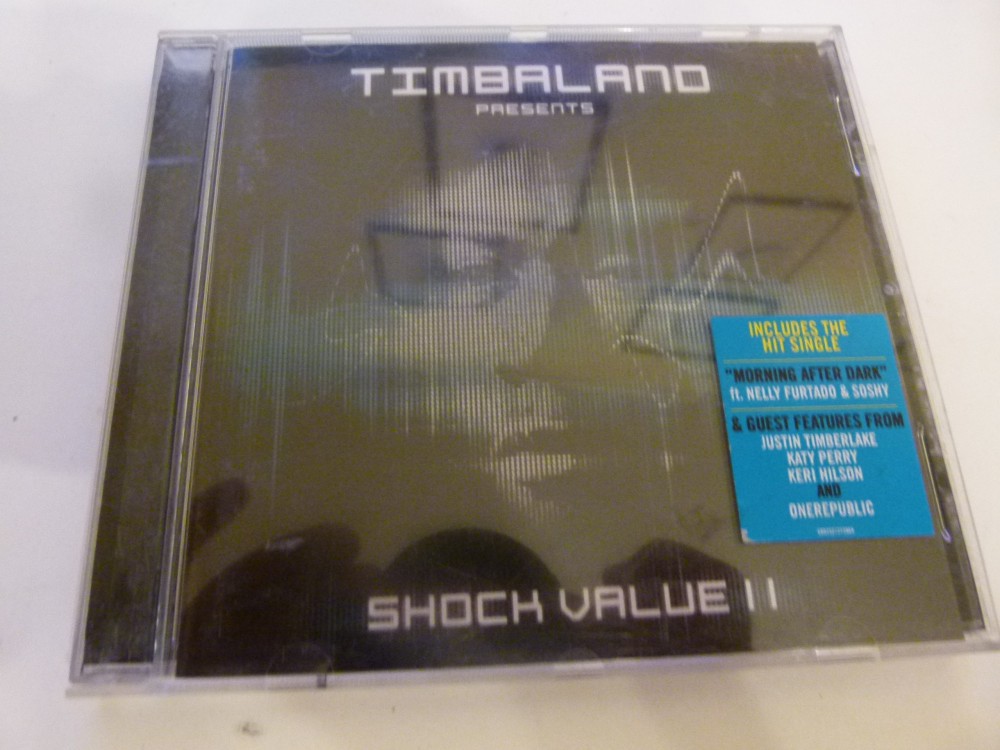 TIMBALAND
PRESENTS
INCLUDES THE
HIT SINGLE
"MORNING AFTER DARK"
ft. NELLY FURTADO & SOSHY
& GUEST FEATURES FROM
JUSTIN TIMBERLAKE
KATY PERRY
KERI HILSON
AND
ONEREPUBLIC
SHOCK VALUE II